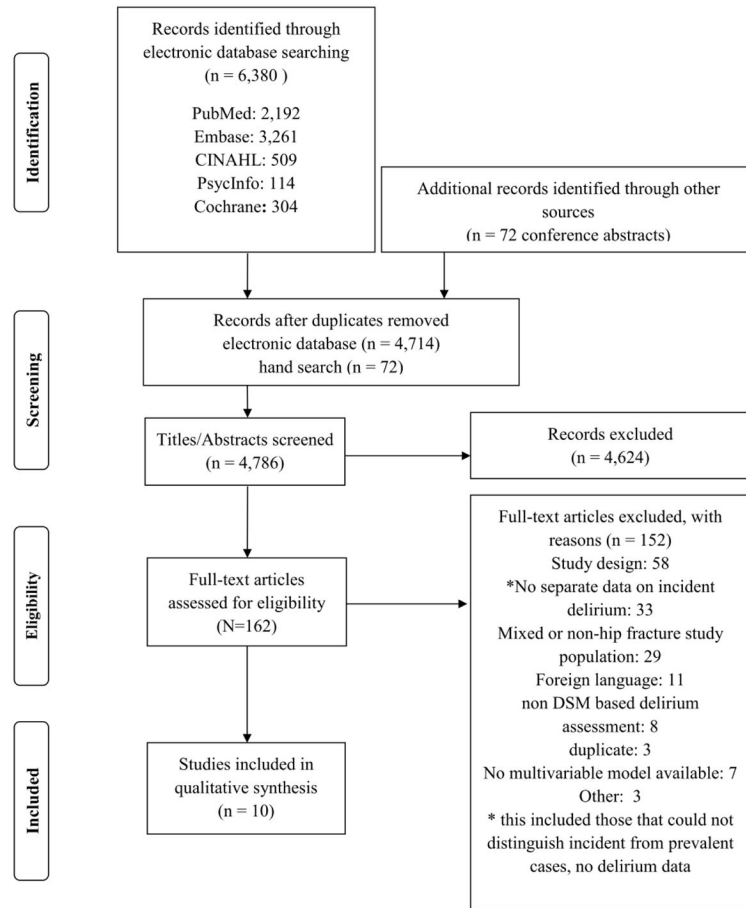 Identification
Records identified through
electronic database searching
(n = 6,380 )
PubMed: 2,192
Embase: 3,261
CINAHL: 509
PsycInfo: 114
Cochrane: 304
Additional records identified through other
sources
(n = 72 conference abstracts)
Screening
Records after duplicates removed
electronic database (n = 4,714)
hand search (n = 72)
Titles/Abstracts screened
(n = 4,786)
Records excluded
(n = 4,624)
Eligibility
Full-text articles
assessed for eligibility
(N=162)
Full-text articles excluded, with
reasons (n = 152)
Study design: 58
*No separate data on incident
delirium: 33
Mixed or non-hip fracture study
population: 29
Foreign language: 11
non DSM based delirium
assessment: 8
duplicate: 3
No multivariable model available: 7
Other: 3
* this included those that could not
distinguish incident from prevalent
cases, no delirium data
Included
Studies included in
qualitative synthesis
(n = 10)